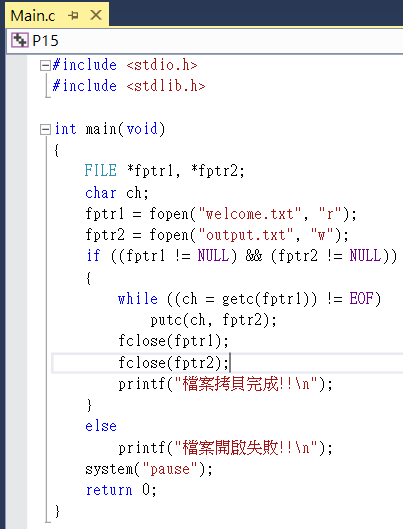 Main.c
P15
#include <stdio.h>
#include <stdlib.h>
int main(void)
{
FILE *fptr1, *fptr2;
char ch;
fptr1 = fopen("welcome.txt", "r");
fptr2 = fopen("output.txt", "w");
if ((fptr1 != NULL) && (fptr2 != NULL))
{
while ((ch = getc(fptr1)) != EOF)
putc(ch, fptr2);
fclose(fptr1);
fclose(fptr2);
printf("檔案拷貝完成!!\n");
}
else
printf("檔案開啟失敗!!\n");
system("pause");
return 0;
}